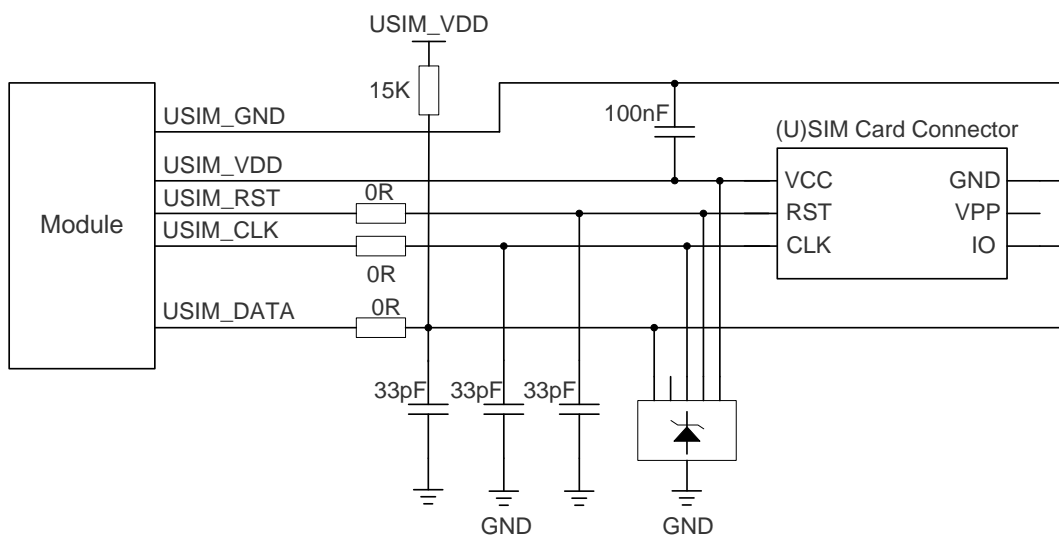 USIM_VDD
15K
USIM_GND
100nF
(U)SIM Card Connector
USIM_VDD
VCC
GND
USIM_RST
0R
RST
VPP
Module
USIM_CLK
CLK
IO
0R
USIM_DATA
0R
33pF
33pF
33pF
GND
GND